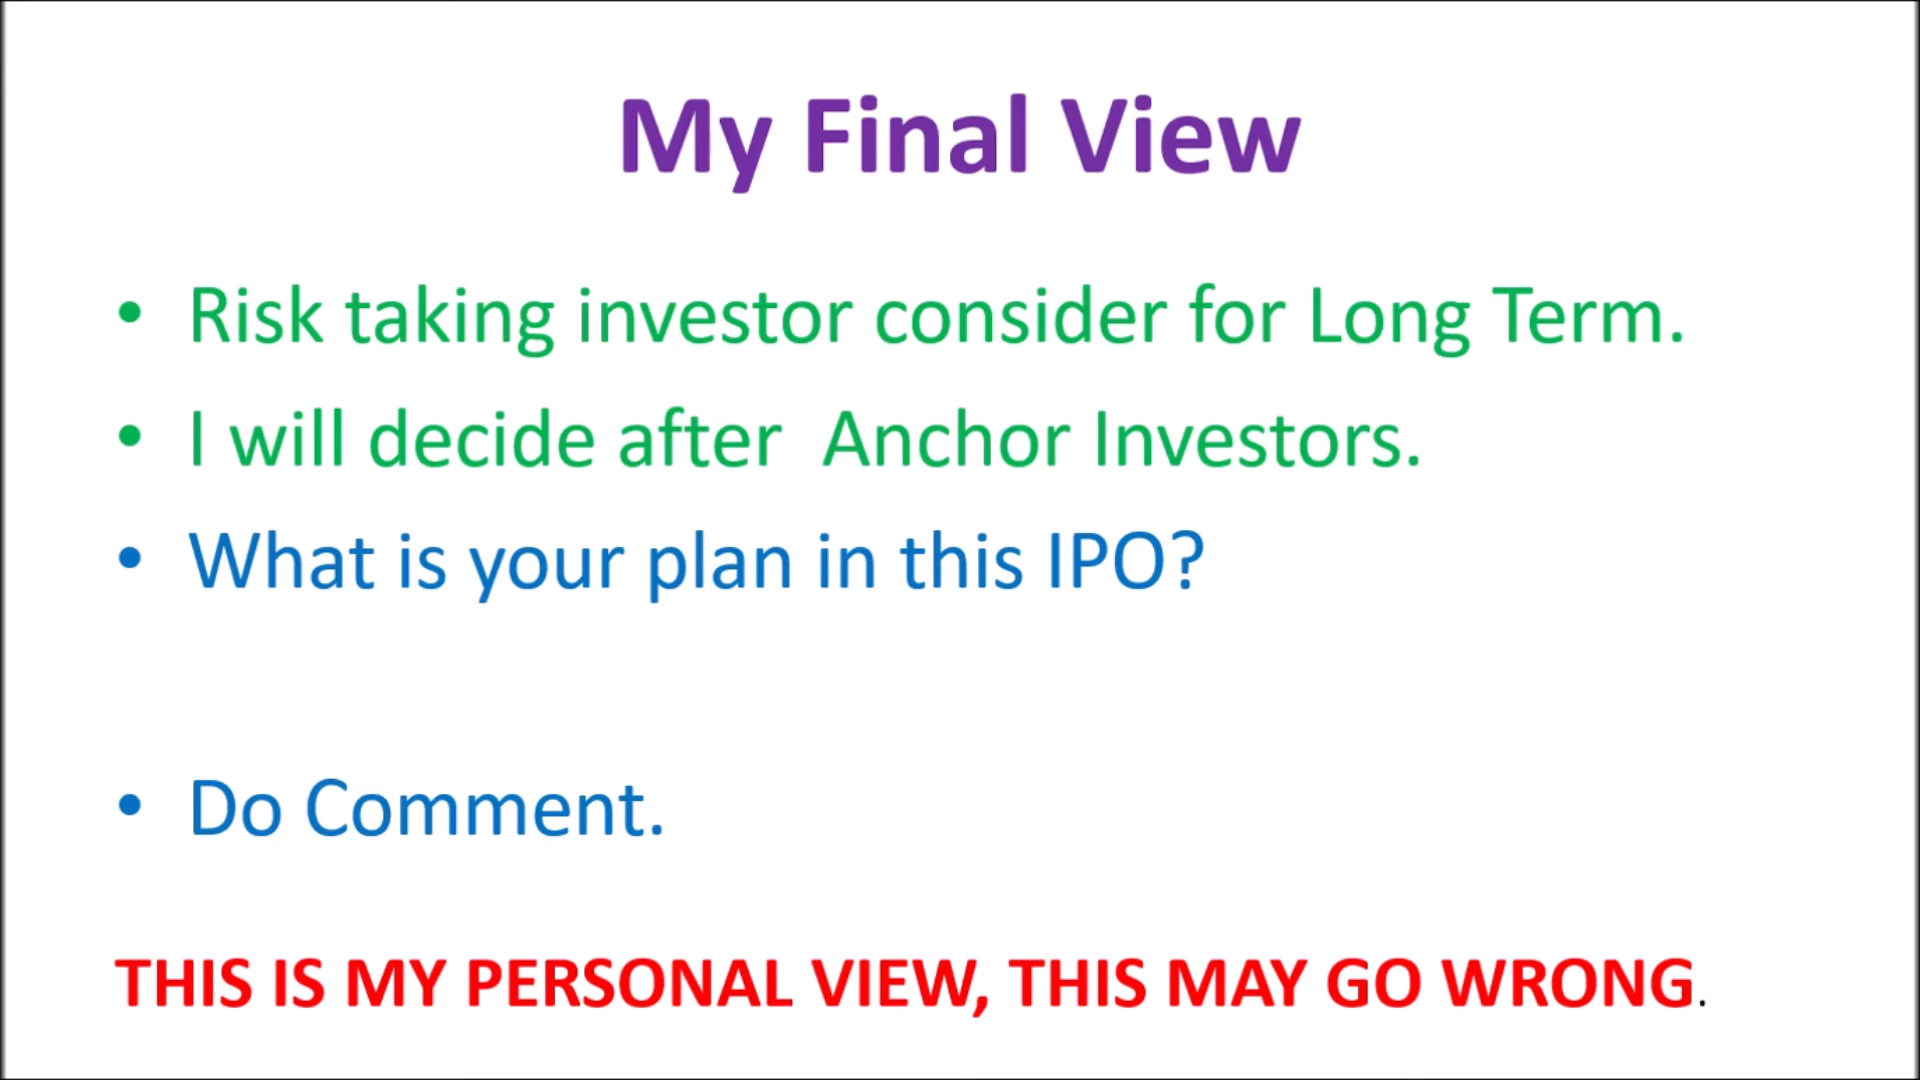 My Final View
• Risk taking investor consider for Long Term.
• I will decide after  Anchor Investors.
• What is your plan in this IPO?
• Do Comment.
THIS IS MY PERSONAL VIEW, THIS MAY GO WRONG.